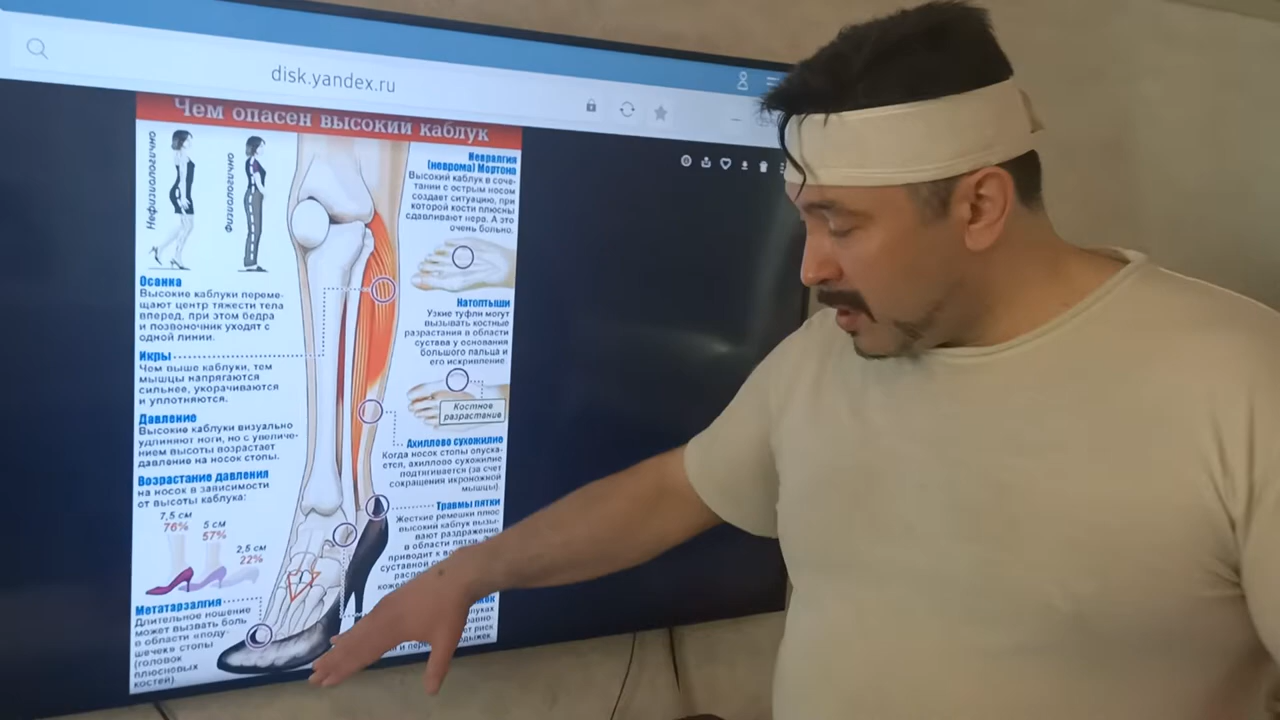 disk.yandex.ru
Чем опасен высокий каблук
Нефизиологично
Физиологично
Осанка
Высокие каблуки переме-
щают центр тяжести тела
вперед, при этом бедра
и позвоночник уходят с
одной линии.
Икры
Чем выше каблуки, тем
мышцы напрягаются
сильнее, укорачиваются
и уплотняются.
Давление
Высокие каблуки визуально
удлиняют ноги, но с увеличе-
нием высоты возрастает
давление на носок стопы.
Возрастание давления
на носок в зависимости
от высоты каблука:
7,5 см
76%
5 см
57%
2,5 см
22%
Метатарзалгия
Длительное ношение
может вызвать боль
в области «поду-
шечек» стопы
(головок
плюсневых
костей).
Невралгия
(неврома) Мортона
Высокий каблук в соче-
тании с острым носом
создает ситуацию, при
которой кости плюсны
сдавливают нерв. А это
очень больно.
Натоптыши
Узкие туфли могут
вызывать костные
разрастания в области
сустава у основания
большого пальца и
его искривление
Костное
разрастание
Ахиллово сухожилие
Когда носок стопы опуска-
ется, ахиллово сухожилие
подтягивается (за счет
сокращения икроножной
мышцы).
Травмы пятки
Жесткие ремешки плюс
высокий каблук вызы-
вают раздражение
в области пятки.
приводит к
суставной
кожей
риск
и